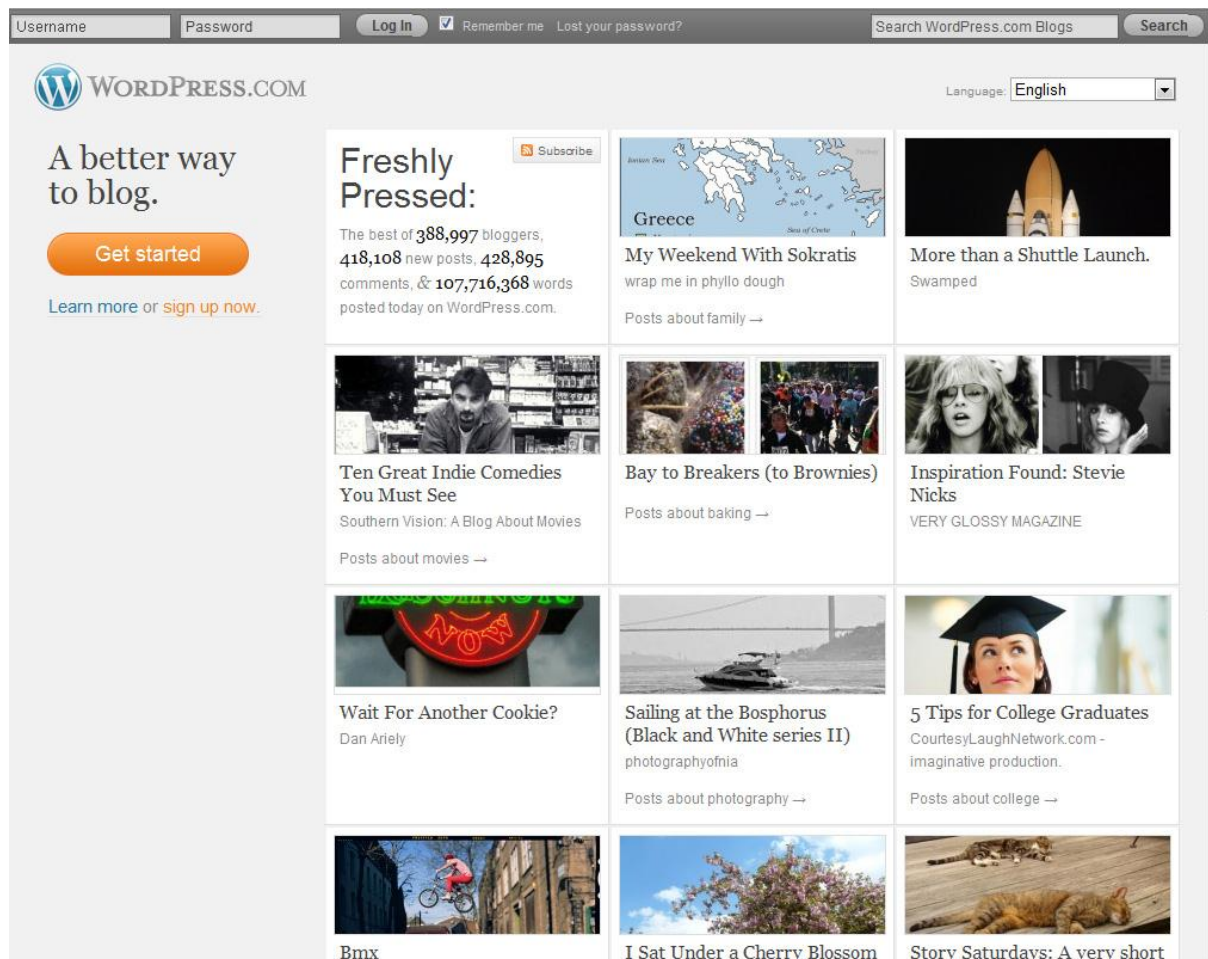 Username Password Log In Remember me Lost your password? Search WordPress.com Blogs Search
WORDPRESS.COM
Language: English
A better way
to blog.
Get started
Learn more or sign up now.
Freshly
Pressed:
Subscribe
The best of 388,997 bloggers,
418,108 new posts, 428,895
comments, & 107,716,368 words
posted today on WordPress.com.
Ionian Sea
Greece
Sea of Crete
My Weekend With Sokratis
wrap me in phyllo dough
Posts about family →
More than a Shuttle Launch.
Swamped
Ten Great Indie Comedies
You Must See
Southern Vision: A Blog About Movies
Posts about movies →
Bay to Breakers (to Brownies)
Posts about baking →
Inspiration Found: Stevie
Nicks
VERY GLOSSY MAGAZINE
NOW
Wait For Another Cookie?
Dan Ariely
Sailing at the Bosphorus
(Black and White series II)
photographyofnia
Posts about photography →
5 Tips for College Graduates
CourtesyLaughNetwork.com -
imaginative production.
Posts about college →
Bmx
I Sat Under a Cherry Blossom
Story Saturdays: A very short